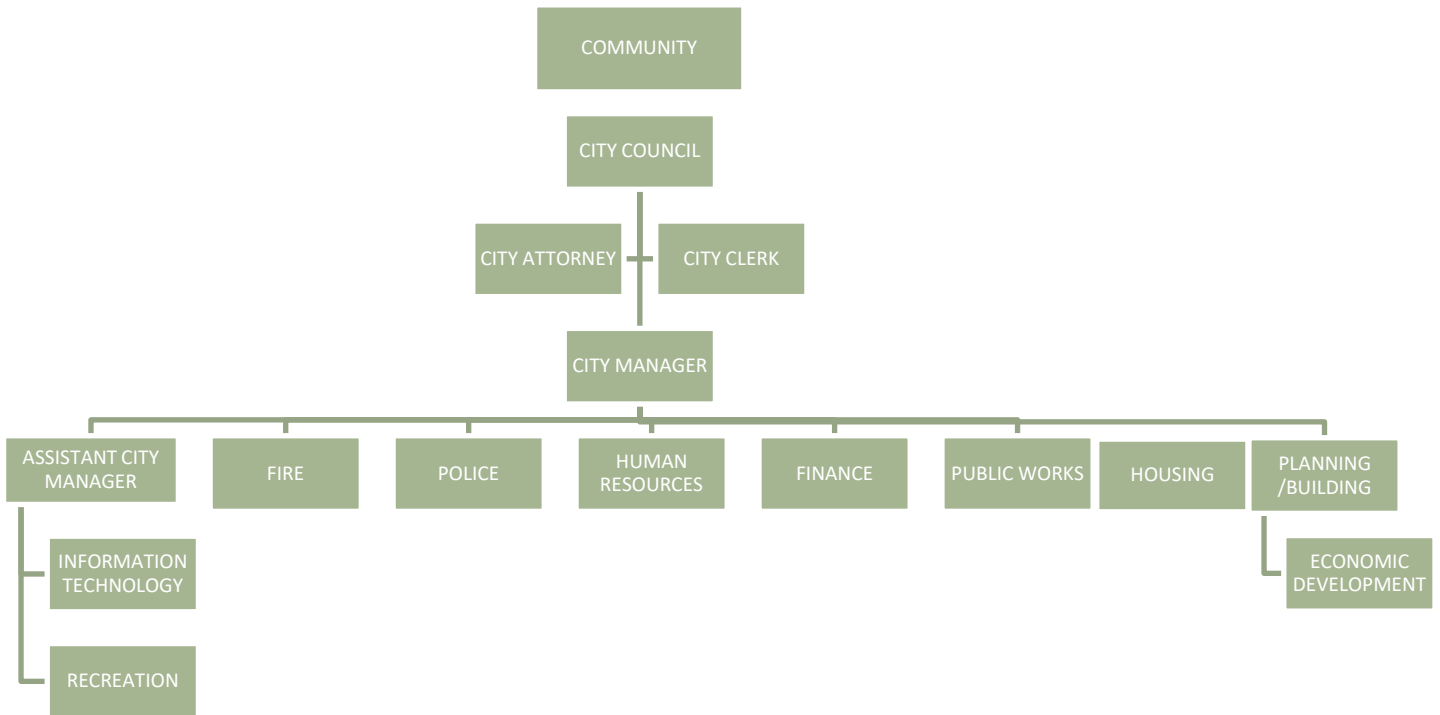 COMMUNITY
CITY COUNCIL
CITY ATTORNEY
CITY CLERK
CITY MANAGER
ASSISTANT CITY
MANAGER
FIRE
POLICE
HUMAN
RESOURCES
FINANCE
PUBLIC WORKS
HOUSING
PLANNING
/BUILDING
INFORMATION
TECHNOLOGY
ECONOMIC
DEVELOPMENT
RECREATION